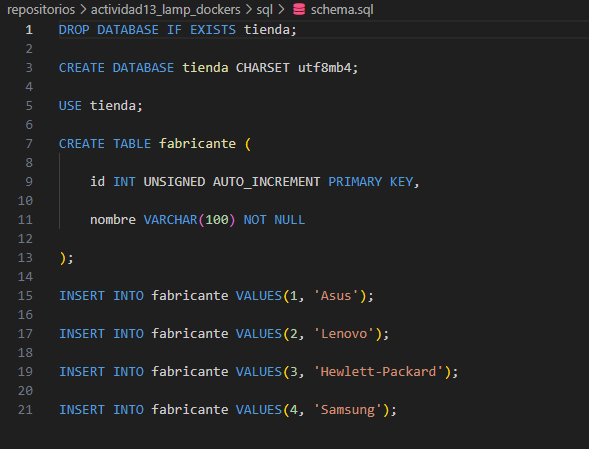 repositorios > actividad13_lamp_dockers > sql > schema.sql
1 DROP DATABASE IF EXISTS tienda;
2
3 CREATE DATABASE tienda CHARSET utf8mb4;
4
5 USE tienda;
6
7 CREATE TABLE fabricante (
8
9 id INT UNSIGNED AUTO_INCREMENT PRIMARY KEY,
10
11 nombre VARCHAR(100) NOT NULL
12
13 );
14
15 INSERT INTO fabricante VALUES(1, 'Asus');
16
17 INSERT INTO fabricante VALUES(2, 'Lenovo');
18
19 INSERT INTO fabricante VALUES(3, 'Hewlett-Packard');
20
21 INSERT INTO fabricante VALUES(4, 'Samsung');